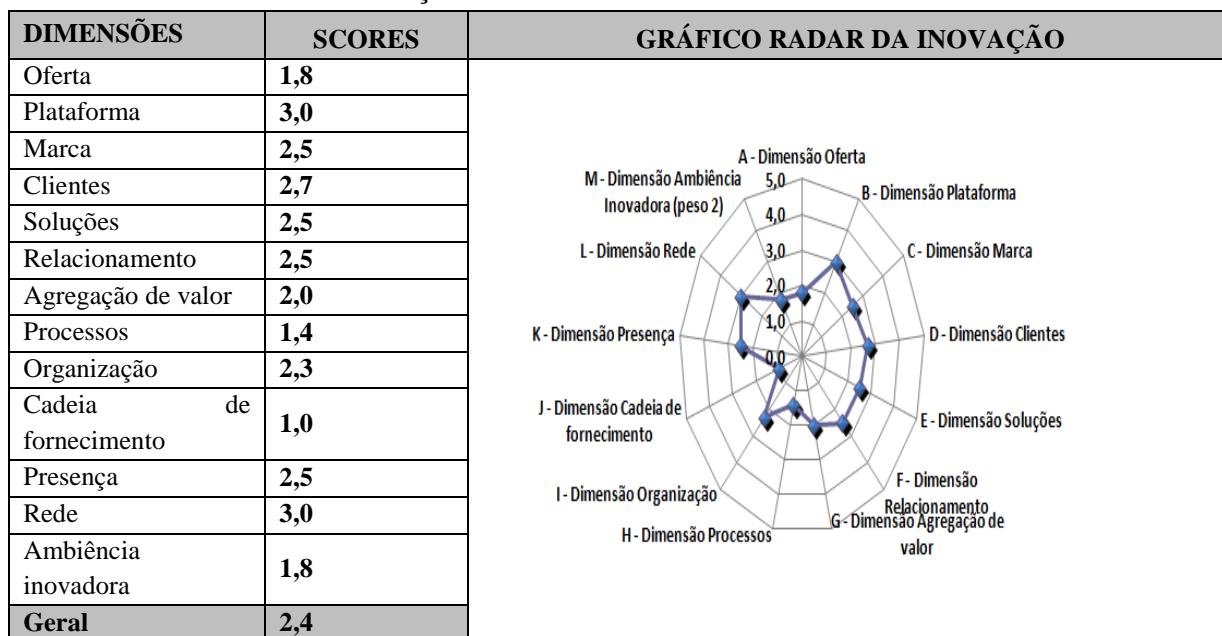 DIMENSÕES SCORES GRÁFICO RADAR DA INOVAÇÃO
Oferta 1,8
Plataforma 3,0
Marca 2,5
Clientes 2,7
Soluções 2,5
Relacionamento 2,5
Agregação de valor 2,0
Processos 1,4
Organização 2,3
Cadeia de
fornecimento 1,0
Presença 2,5
Rede 3,0
Ambiência
inovadora 1,8
Geral 2,4
A - Dimensão Oferta
B - Dimensão Plataforma
C - Dimensão Marca
D - Dimensão Clientes
E - Dimensão Soluções
F - Dimensão
Relacionamento
G - Dimensão Agregação de
valor
H - Dimensão Processos
I - Dimensão Organização
J - Dimensão Cadeia de
fornecimento
K - Dimensão Presença
L - Dimensão Rede
M - Dimensão Ambiência
Inovadora (peso 2)
5,0
4,0
3,0
2,0
1,0
0,0